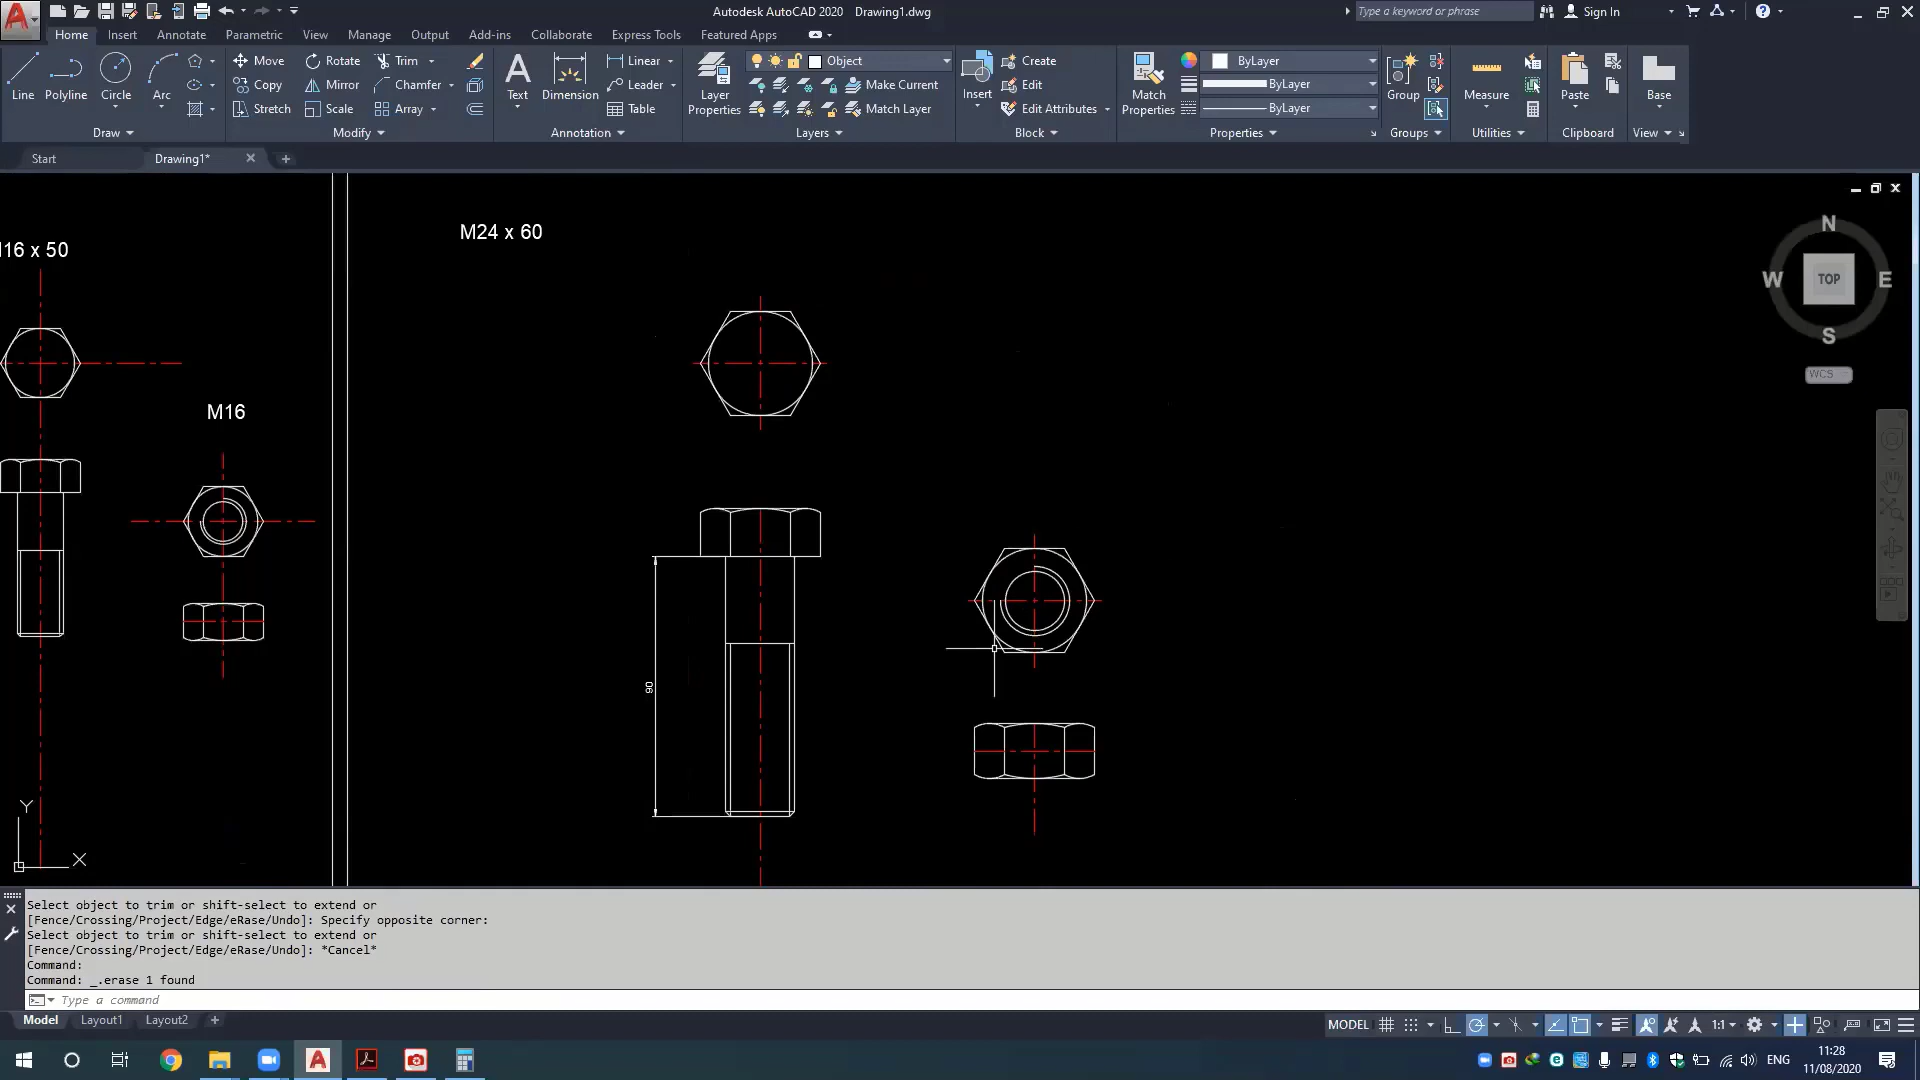 Autodesk AutoCAD 2020 Drawing1.dwg
Type a keyword or phrase
Sign In
Home Insert Annotate Parametric View Manage Output Add-ins Collaborate Express Tools Featured Apps
Line Polyline Circle Arc
Move Rotate Trim
Copy Mirror Chamfer
Stretch Scale Array
Text Dimension
Linear
Leader
Table
Layer
Properties
Object
Make Current
Match Layer
Insert
Create
Edit
Edit Attributes
Match
Properties
ByLayer
ByLayer
ByLayer
Group
Measure
Paste
Base
Draw Modify Annotation Layers Block Properties Groups Utilities Clipboard View
Start Drawing1*
M24 x 60
16 x 50
M16
90
N
W TOP E
S
WCS
Y
X
Select object to trim or shift-select to extend or
[Fence/Crossing/Project/Edge/eRase/Undo]: Specify opposite corner:
Select object to trim or shift-select to extend or
[Fence/Crossing/Project/Edge/eRase/Undo]: *Cancel*
Command:
Command: _.erase 1 found
Type a command
Model Layout1 Layout2
MODEL 1:1
ENG
11:28
11/08/2020